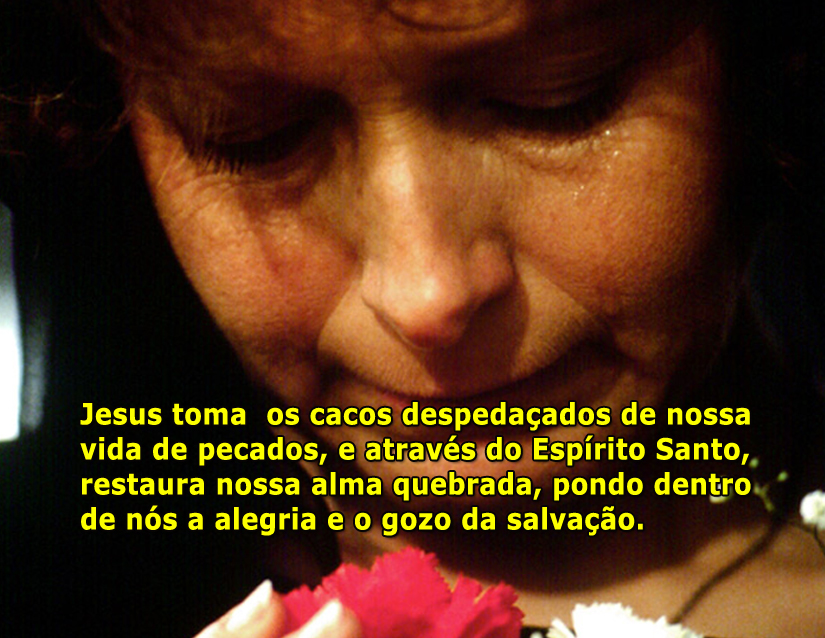 Jesus toma  os cacos despedaçados de nossa
vida de pecados, e através do Espírito Santo,
restaura nossa alma quebrada, pondo dentro
de nós a alegria e o gozo da salvação.